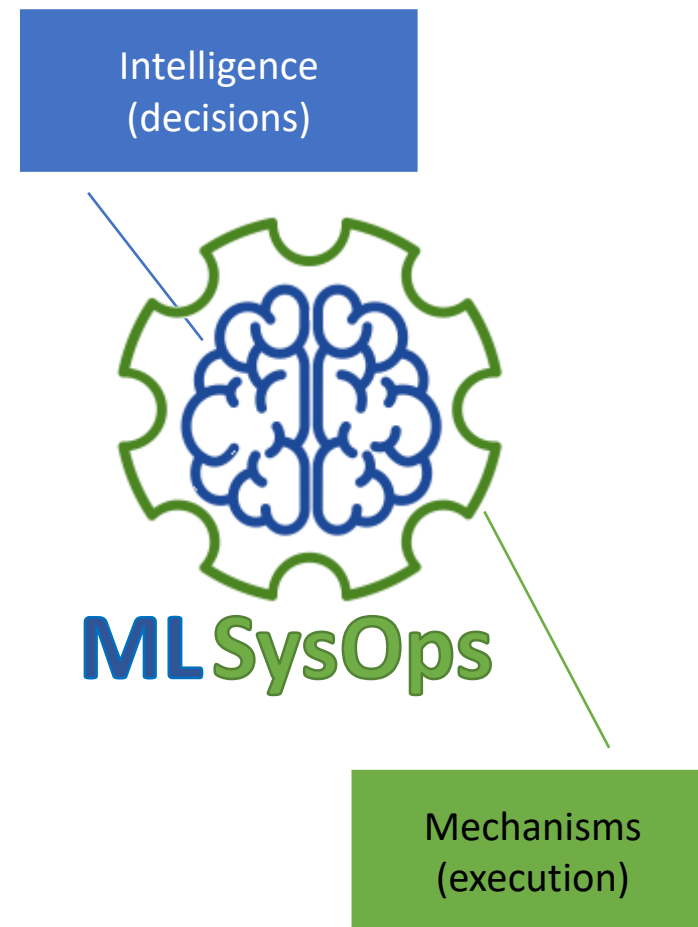 Intelligence
(decisions)
MLSysOps
Mechanisms
(execution)